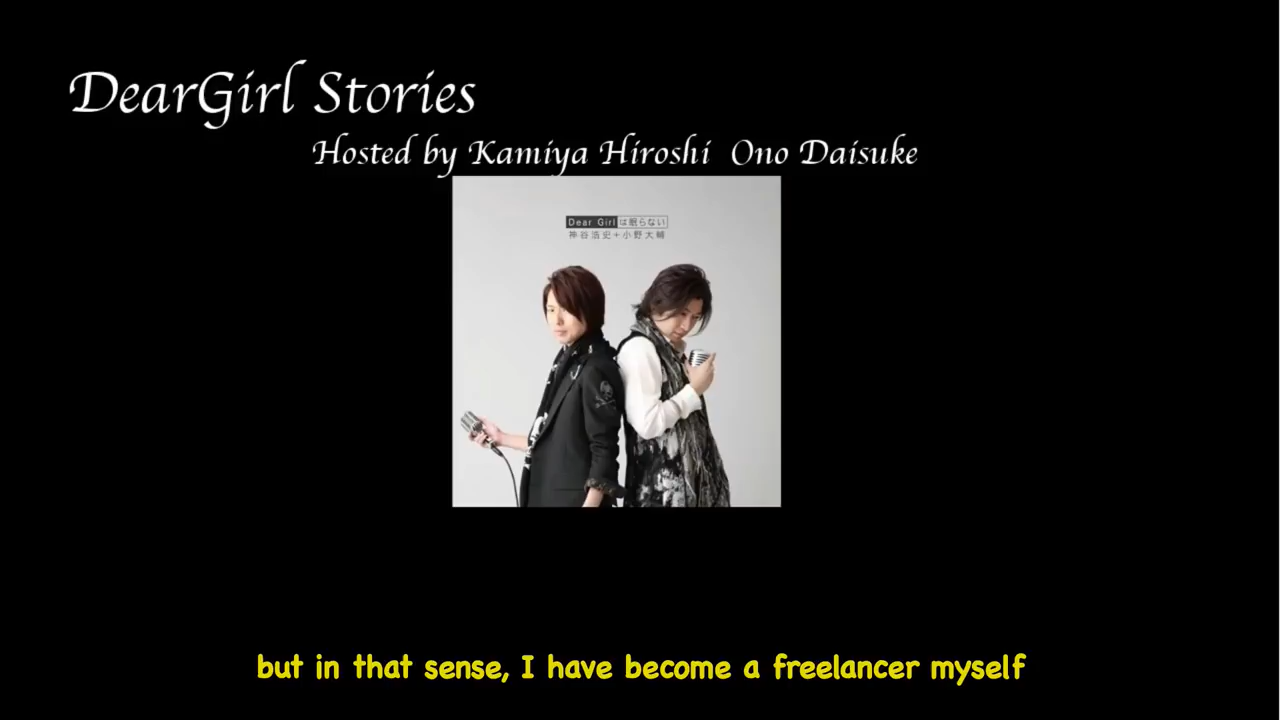 DearGirl Stories
Hosted by Kamiya Hiroshi Ono Daisuke
Dear Girl は眠らない
神谷浩史+小野大輔
but in that sense, I have become a freelancer myself